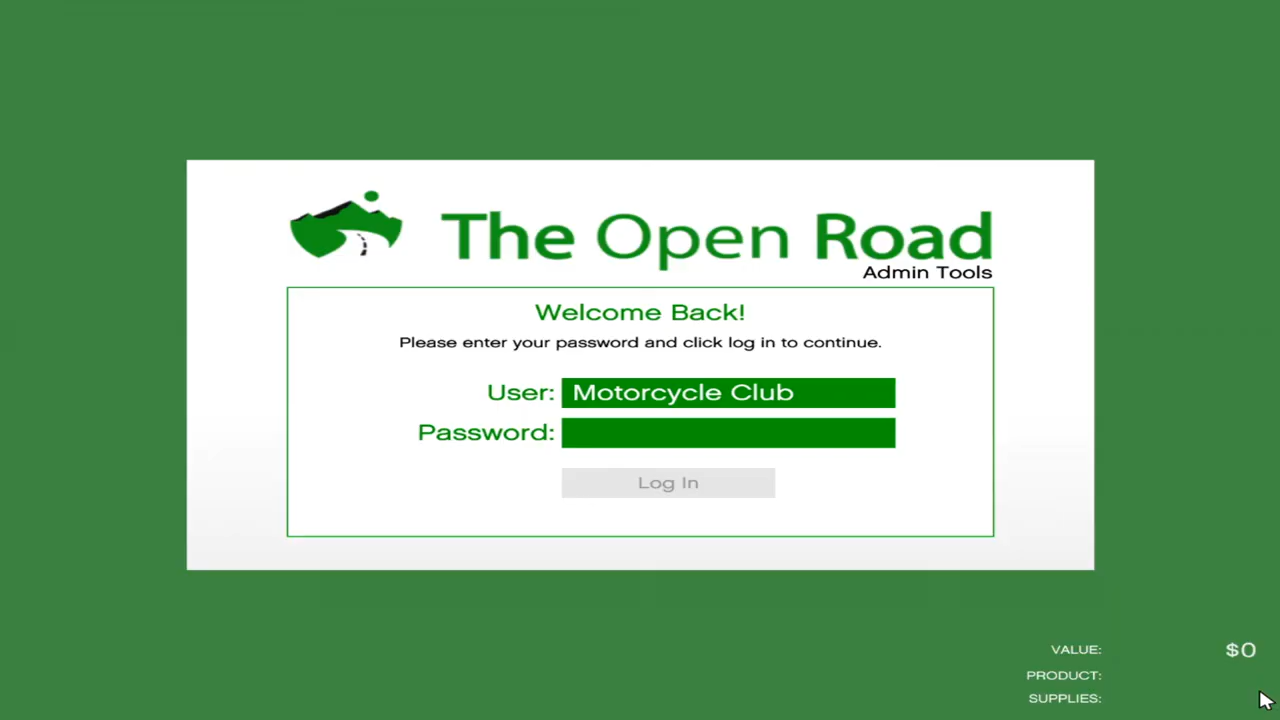 The Open Road
Admin Tools
Welcome Back!
Please enter your password and click log in to continue.
User: Motorcycle Club
Password:
Log In
VALUE: $0
PRODUCT:
SUPPLIES: